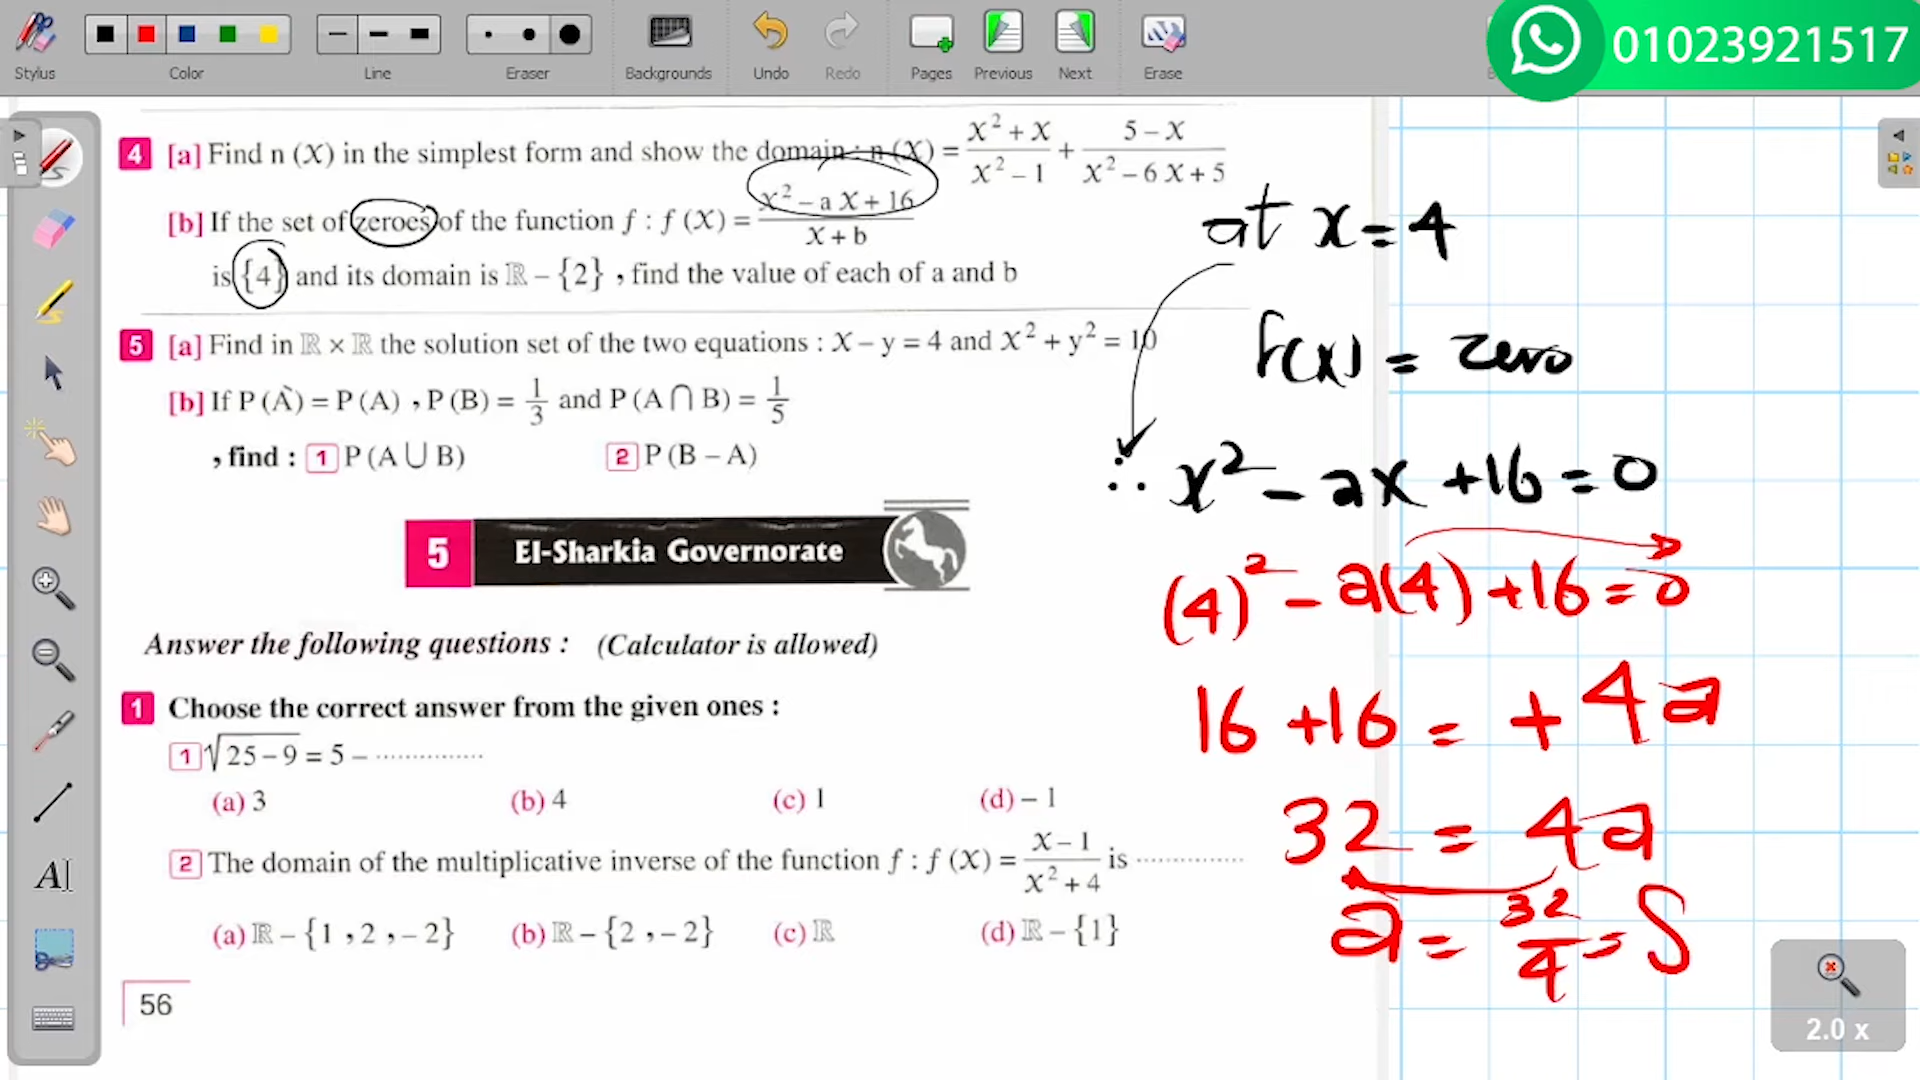 Stylus Color Line Eraser Backgrounds Undo Redo Pages Previous Next Erase
01023921517
4 [a] Find n (X) in the simplest form and show the domain : n (X) = (X² + X)/(X² − 1) + (5 − X)/(X² − 6 X + 5)
[b] If the set of zeroes of the function f : f (X) = (X² − a X + 16)/(X + b)
is {4} and its domain is ℝ − {2} , find the value of each of a and b
5 [a] Find in ℝ × ℝ the solution set of the two equations : X − y = 4 and X² + y² = 10
[b] If P (À) = P (A) , P (B) = 1/3 and P (A ∩ B) = 1/5
, find : 1 P (A ∪ B) 2 P (B − A)
5 El-Sharkia Governorate
Answer the following questions : (Calculator is allowed)
1 Choose the correct answer from the given ones :
1 √(25 − 9) = 5 − ..............
(a) 3 (b) 4 (c) 1 (d) − 1
2 The domain of the multiplicative inverse of the function f : f (X) = (X − 1)/(X² + 4) is ..............
(a) ℝ − {1 , 2 , − 2} (b) ℝ − {2 , − 2} (c) ℝ (d) ℝ − {1}
56
at x = 4
f(x) = zero
∴ x² − ax + 16 = 0
(4)² − a(4) + 16 = 0
16 + 16 = + 4a
32 = 4a
a = 32/4 = 8
2.0 x